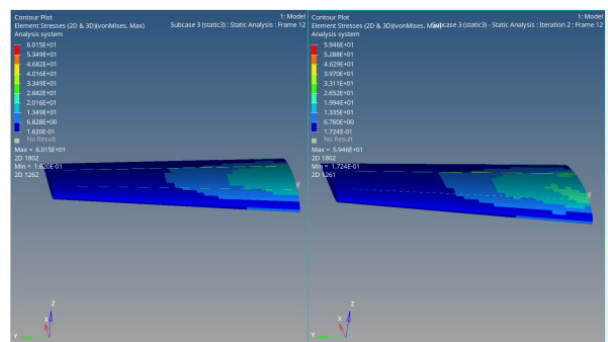 Contour Plot
1: Model
Element Stresses (2D & 3D)(vonMises, Max)
Subcase 3 (static3) : Static Analysis : Frame 12
Analysis system
6.015E+01
5.349E+01
4.682E+01
4.016E+01
3.349E+01
2.682E+01
2.016E+01
1.349E+01
6.828E+00
1.620E-01
No Result
Max = 6.015E+01
2D 1802
Min = 1.620E-01
2D 1262
Z
X
Y
Contour Plot
1: Model
Element Stresses (2D & 3D)(vonMises, Max)
Subcase 3 (static3) : Static Analysis : Iteration 2 : Frame 12
Analysis system
5.946E+01
5.287E+01
4.629E+01
3.970E+01
3.311E+01
2.652E+01
1.994E+01
1.335E+01
6.760E+00
1.724E-01
No Result
Max = 5.946E+01
2D 1802
Min = 1.724E-01
2D 1261
Z
X
Y